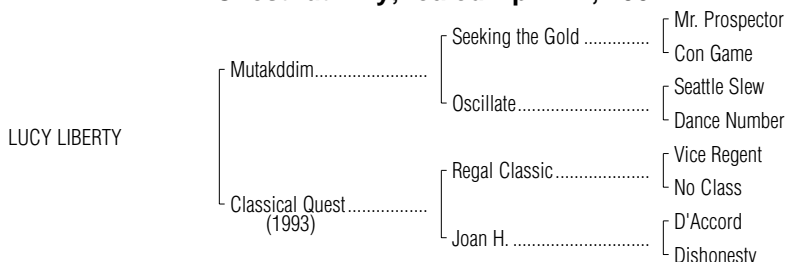 Mr. Prospector
Seeking the Gold ..............
Con Game
Mutakddim........................
Seattle Slew
Oscillate............................
Dance Number
LUCY LIBERTY
Vice Regent
Regal Classic....................
No Class
Classical Quest.................
(1993)
D'Accord
Joan H. .............................
Dishonesty